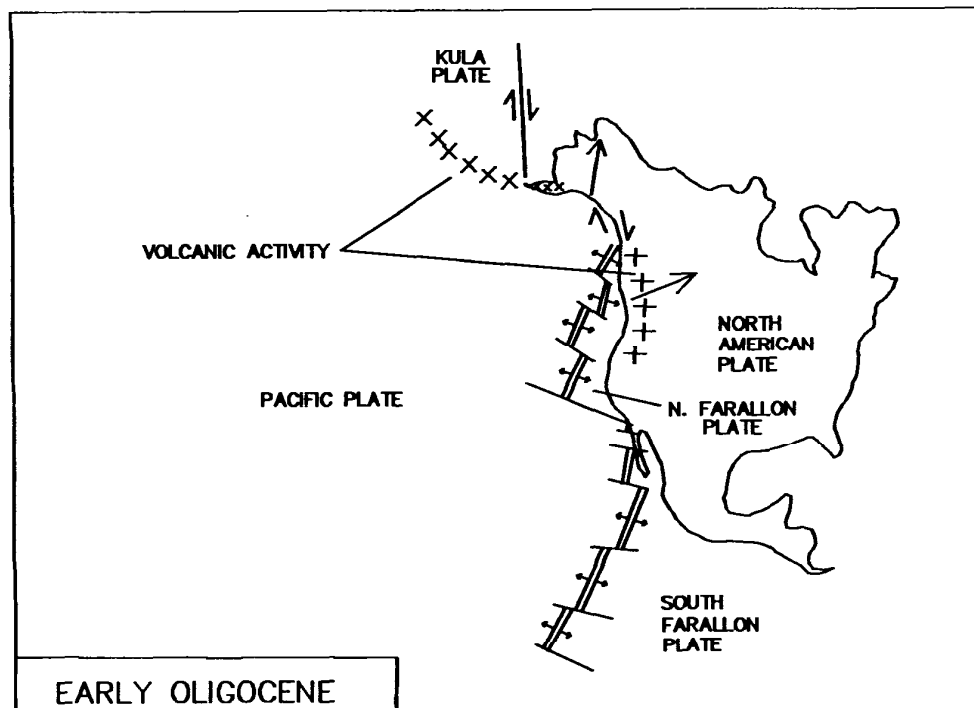 KULA
PLATE
VOLCANIC ACTIVITY
NORTH
AMERICAN
PLATE
PACIFIC PLATE
N. FARALLON
PLATE
SOUTH
FARALLON
PLATE
EARLY OLIGOCENE